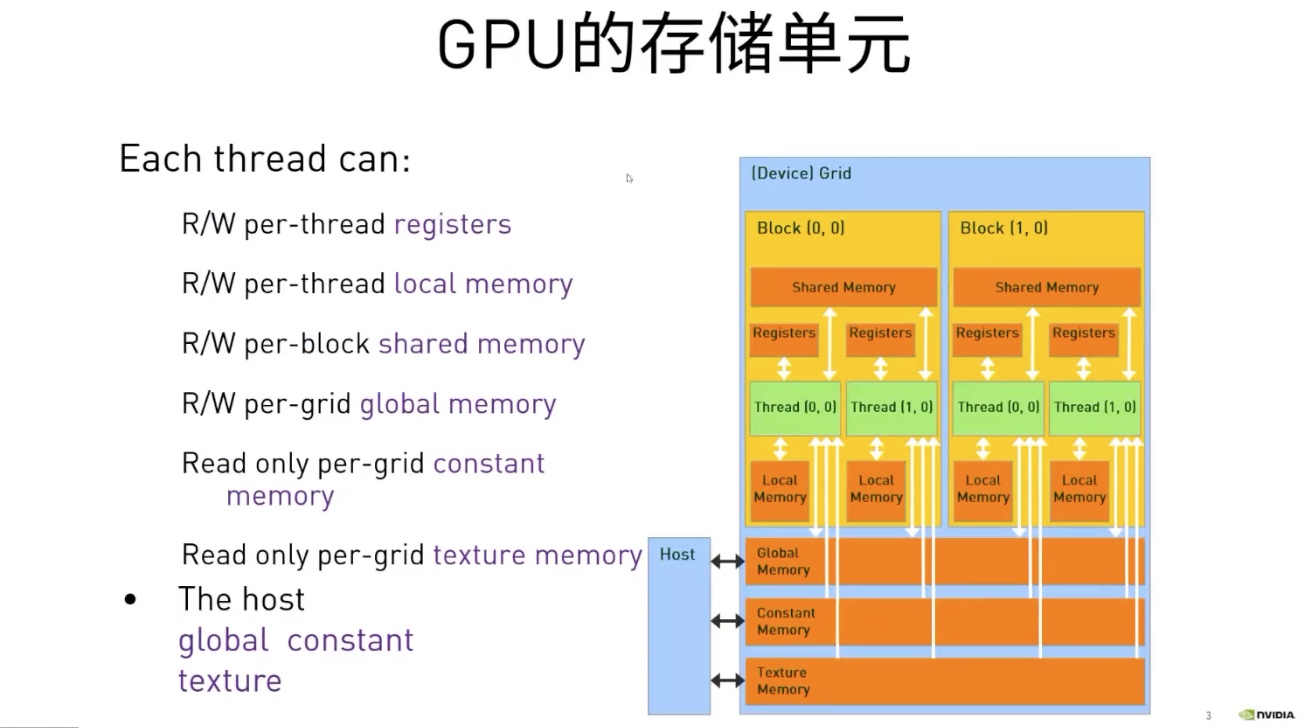 GPU的存储单元
Each thread can:
R/W per-thread registers
R/W per-thread local memory
R/W per-block shared memory
R/W per-grid global memory
Read only per-grid constant
memory
Read only per-grid texture memory
• The host
global constant
texture
(Device) Grid
Block (0, 0)
Block (1, 0)
Shared Memory
Shared Memory
Registers
Registers
Registers
Registers
Thread (0, 0)
Thread (1, 0)
Thread (0, 0)
Thread (1, 0)
Local
Memory
Local
Memory
Local
Memory
Local
Memory
Host
Global
Memory
Constant
Memory
Texture
Memory
3
NVIDIA